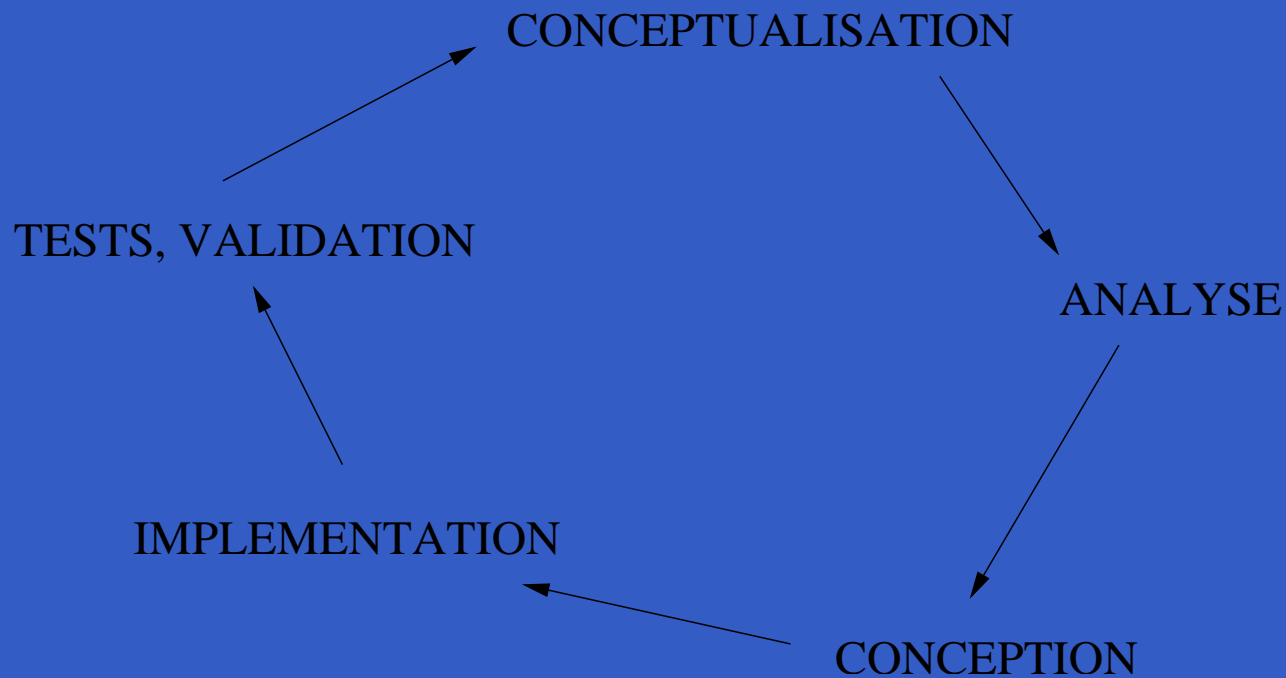 CONCEPTUALISATION
TESTS, VALIDATION
ANALYSE
IMPLEMENTATION
CONCEPTION